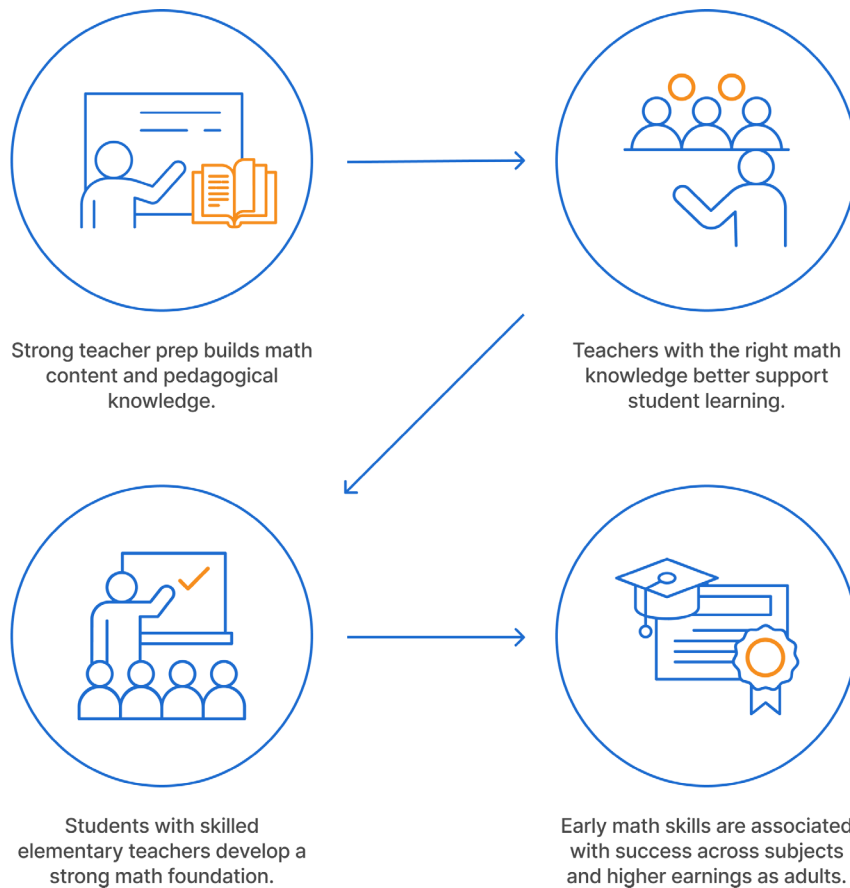 Strong teacher prep builds math
content and pedagogical
knowledge.
Teachers with the right math
knowledge better support
student learning.
Students with skilled
elementary teachers develop a
strong math foundation.
Early math skills are associated
with success across subjects
and higher earnings as adults.